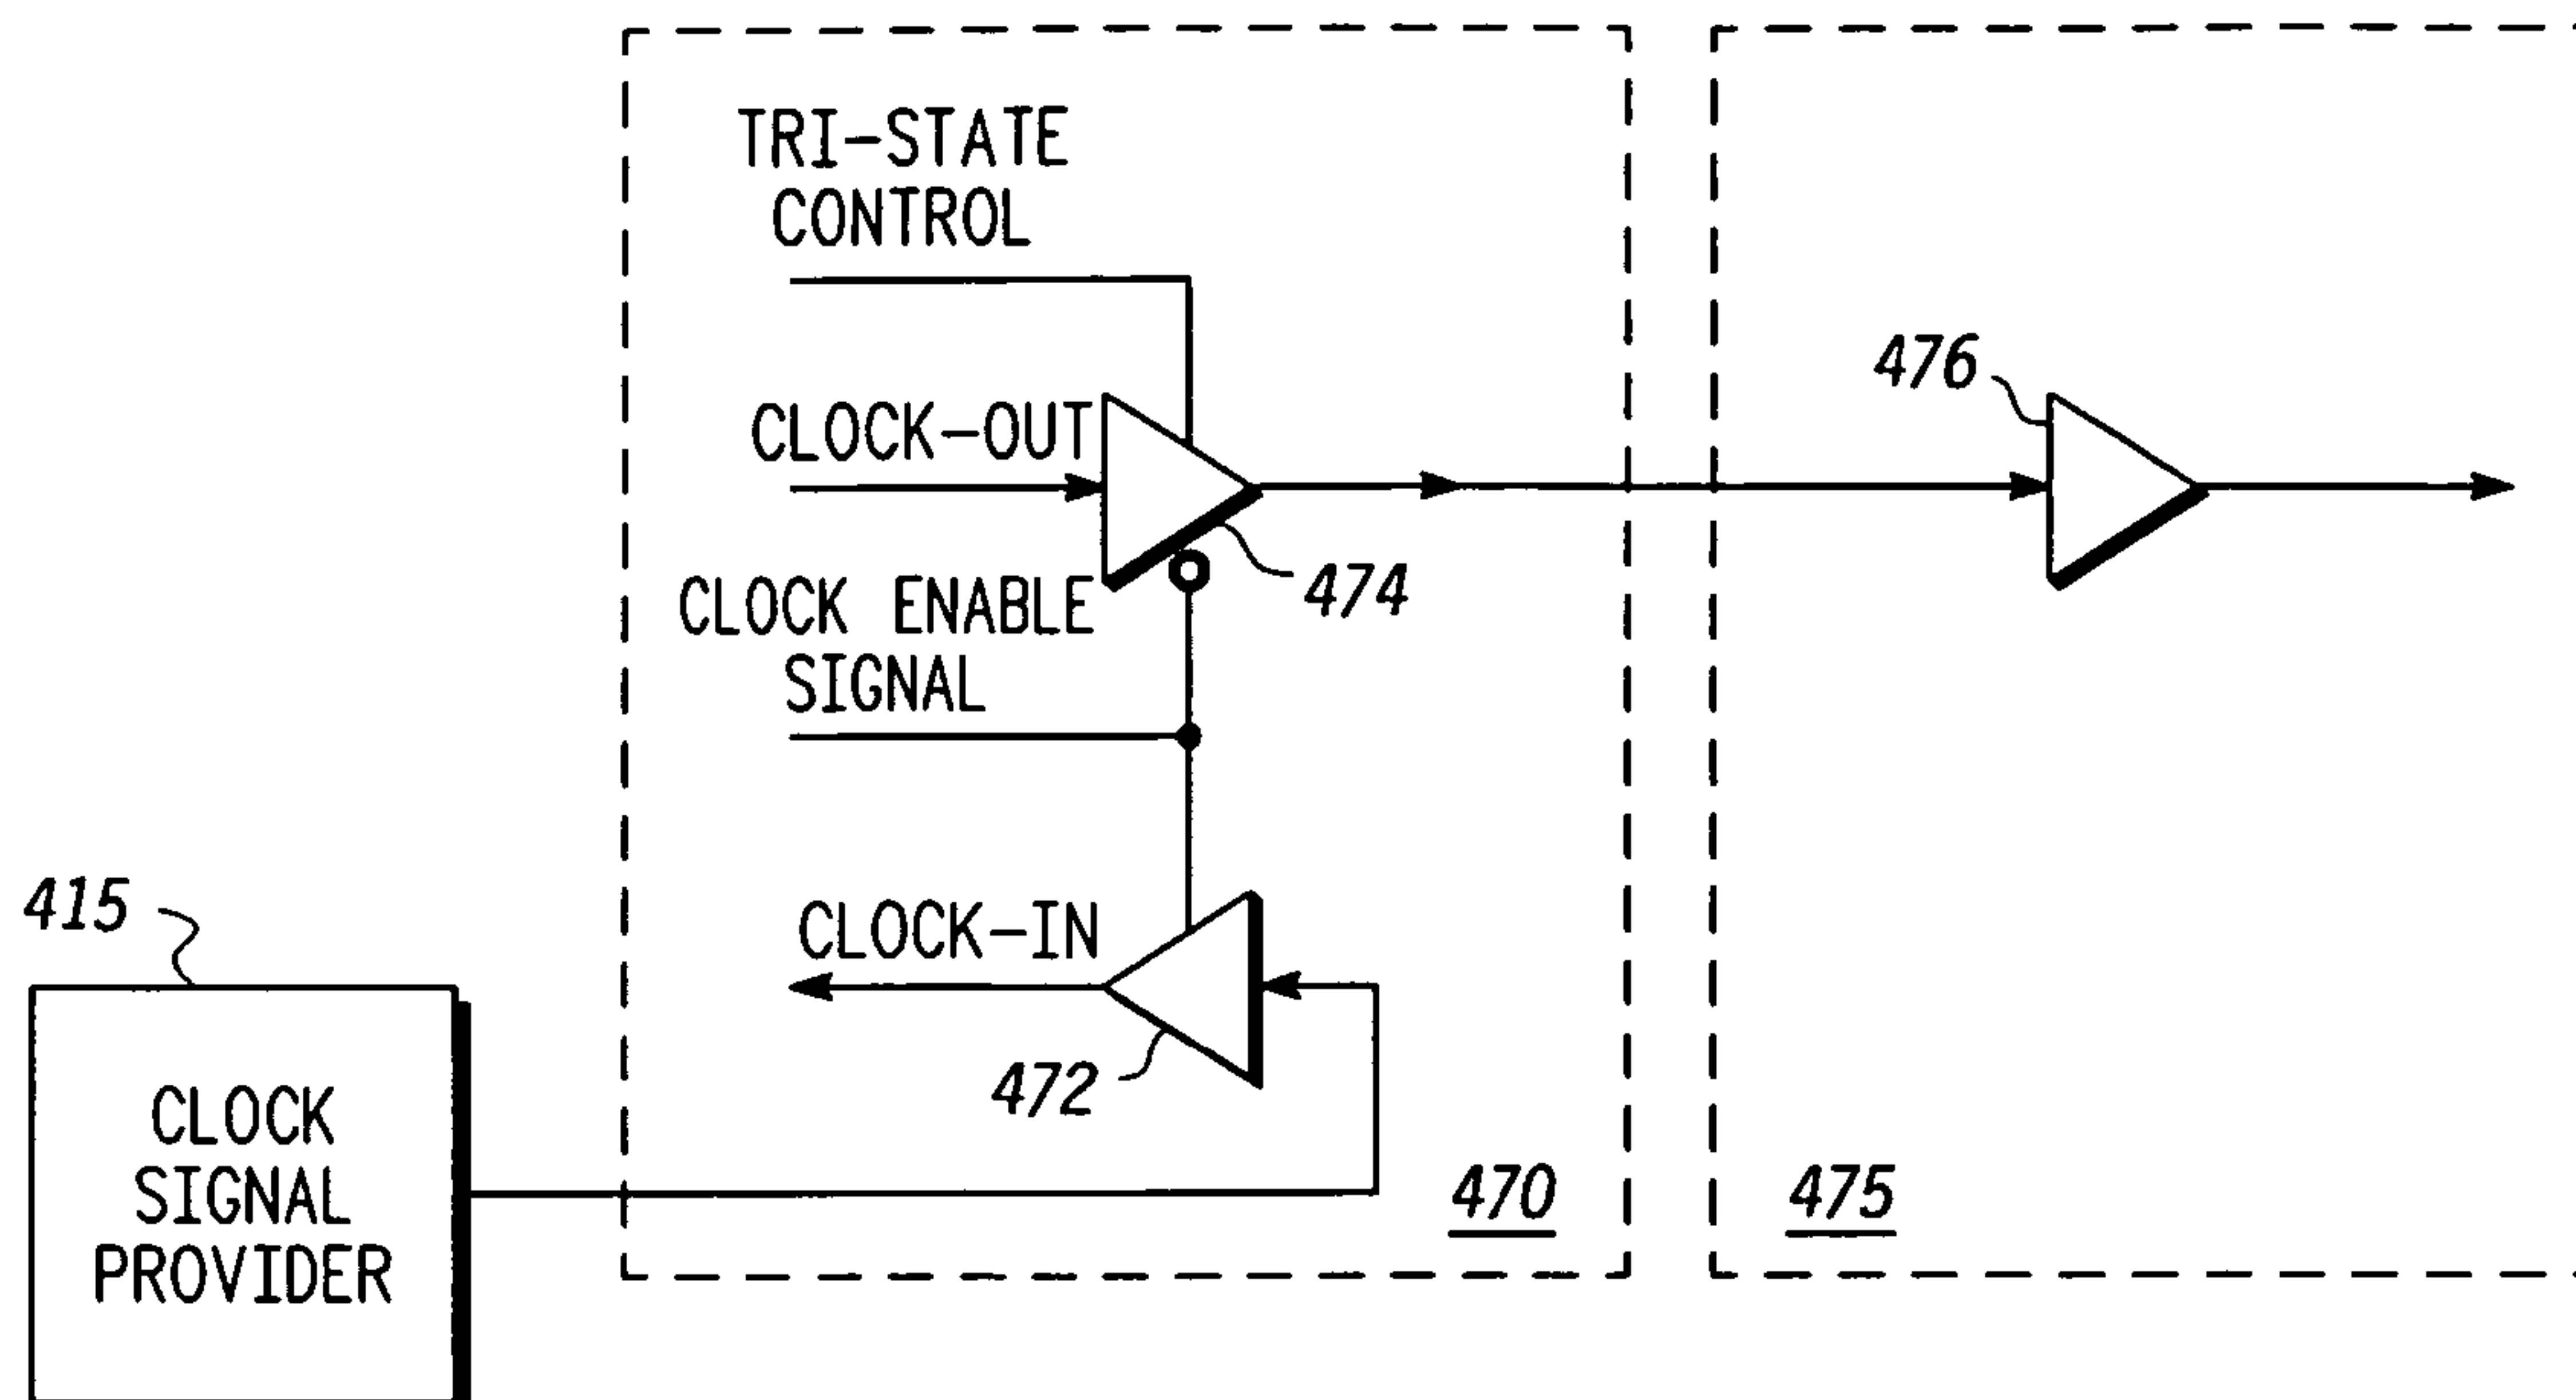 TRI-STATE
CONTROL
CLOCK-OUT
476
474
CLOCK ENABLE
SIGNAL
415
CLOCK-IN
472
CLOCK
SIGNAL
PROVIDER
470
475